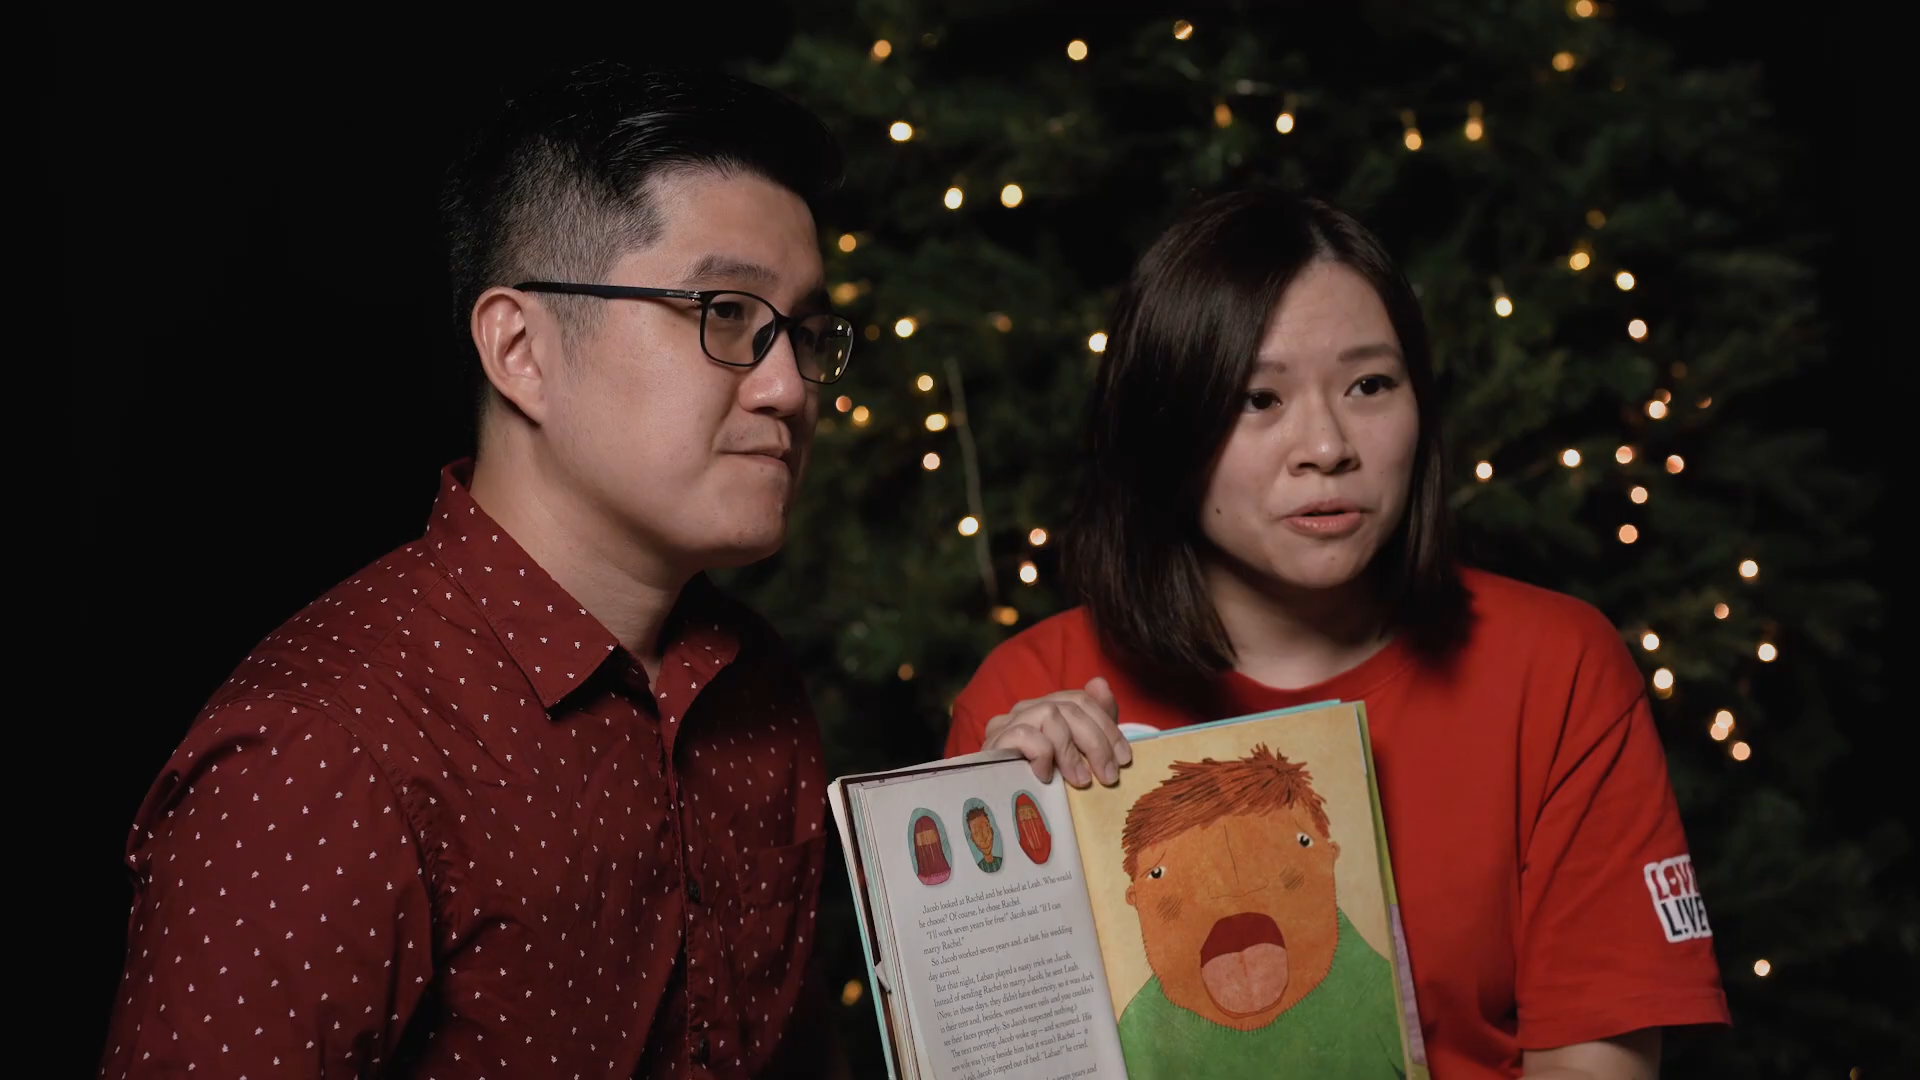 Jacob looked at Rachel and he looked at Leah. Who would
he choose? Of course, he chose Rachel.
"I'll work seven years for free!" Jacob said. "If I can
marry Rachel."
So Jacob worked seven years and, at last, his wedding
day arrived.
But that night, Laban played a nasty trick on Jacob.
Instead of sending Rachel to marry Jacob, he sent Leah.
(Now, in those days, they didn't have electricity, so it was dark
in their tent and, besides, women wore veils and you couldn't
see their faces properly. So Jacob suspected nothing.)
The next morning, Jacob woke up—and screamed. His
new wife was lying beside him but it wasn't Rachel—it
Leah. Jacob jumped out of bed. "Laban!" he cried.
seven years and
LOVE
LIVE